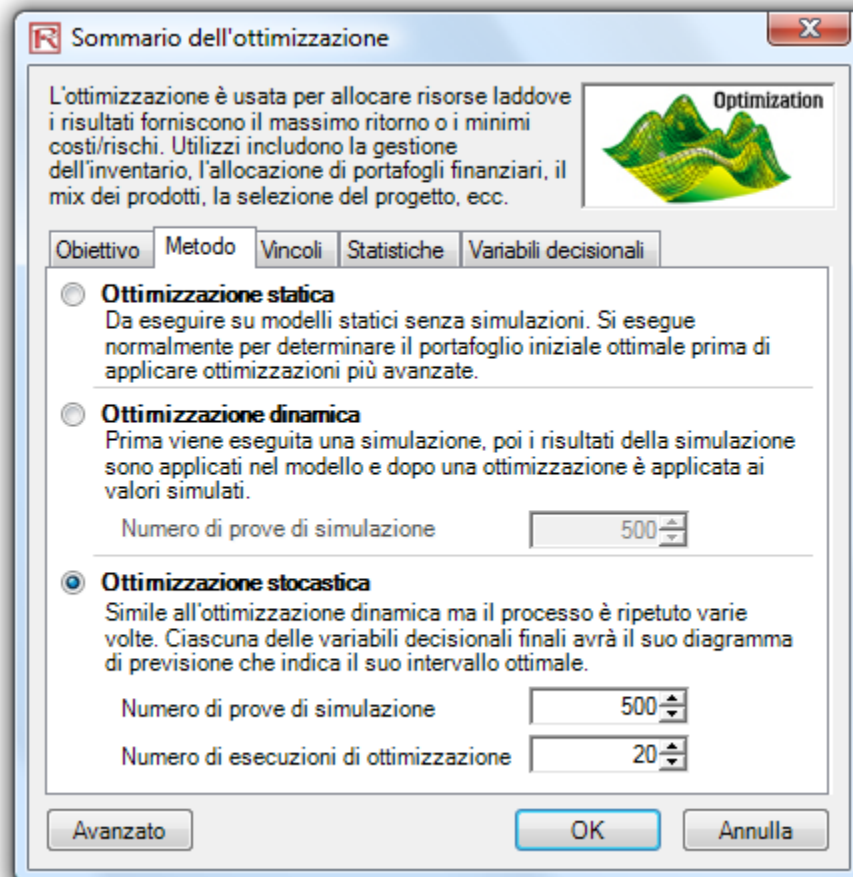 Sommario dell'ottimizzazione
L'ottimizzazione è usata per allocare risorse laddove
i risultati forniscono il massimo ritorno o i minimi
costi/rischi. Utilizzi includono la gestione
dell'inventario, l'allocazione di portafogli finanziari, il
mix dei prodotti, la selezione del progetto, ecc.
Optimization
Obiettivo Metodo Vincoli Statistiche Variabili decisionali
Ottimizzazione statica
Da eseguire su modelli statici senza simulazioni. Si esegue
normalmente per determinare il portafoglio iniziale ottimale prima di
applicare ottimizzazioni più avanzate.
Ottimizzazione dinamica
Prima viene eseguita una simulazione, poi i risultati della simulazione
sono applicati nel modello e dopo una ottimizzazione è applicata ai
valori simulati.
Numero di prove di simulazione 500
Ottimizzazione stocastica
Simile all'ottimizzazione dinamica ma il processo è ripetuto varie
volte. Ciascuna delle variabili decisionali finali avrà il suo diagramma
di previsione che indica il suo intervallo ottimale.
Numero di prove di simulazione 500
Numero di esecuzioni di ottimizzazione 20
Avanzato OK Annulla